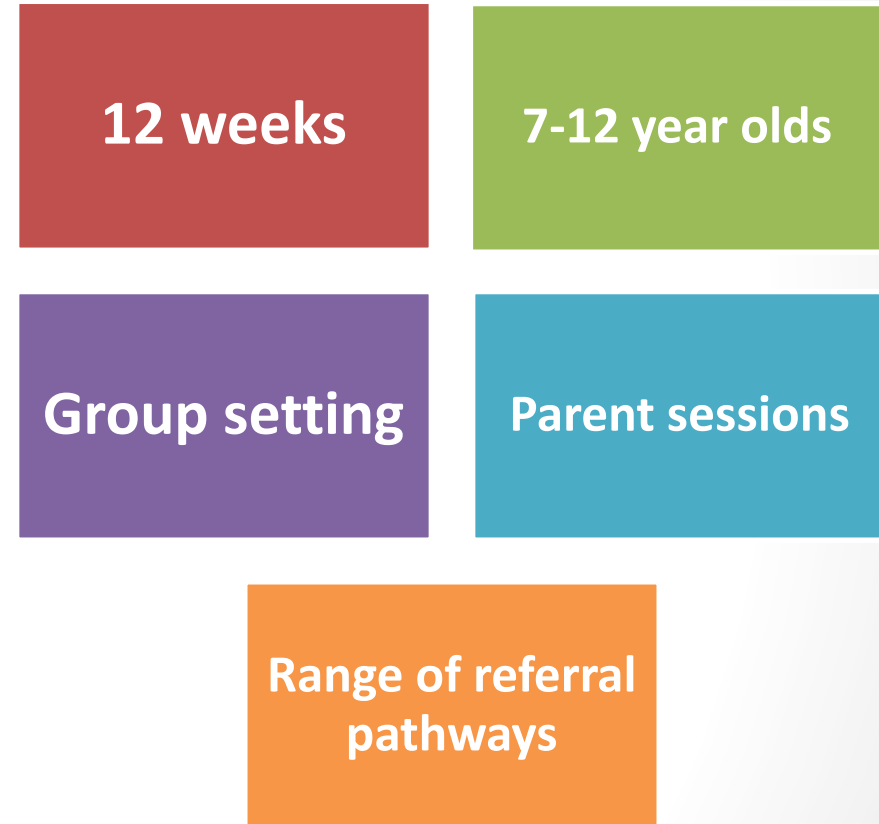 12 weeks
7-12 year olds
Group setting
Parent sessions
Range of referral
pathways